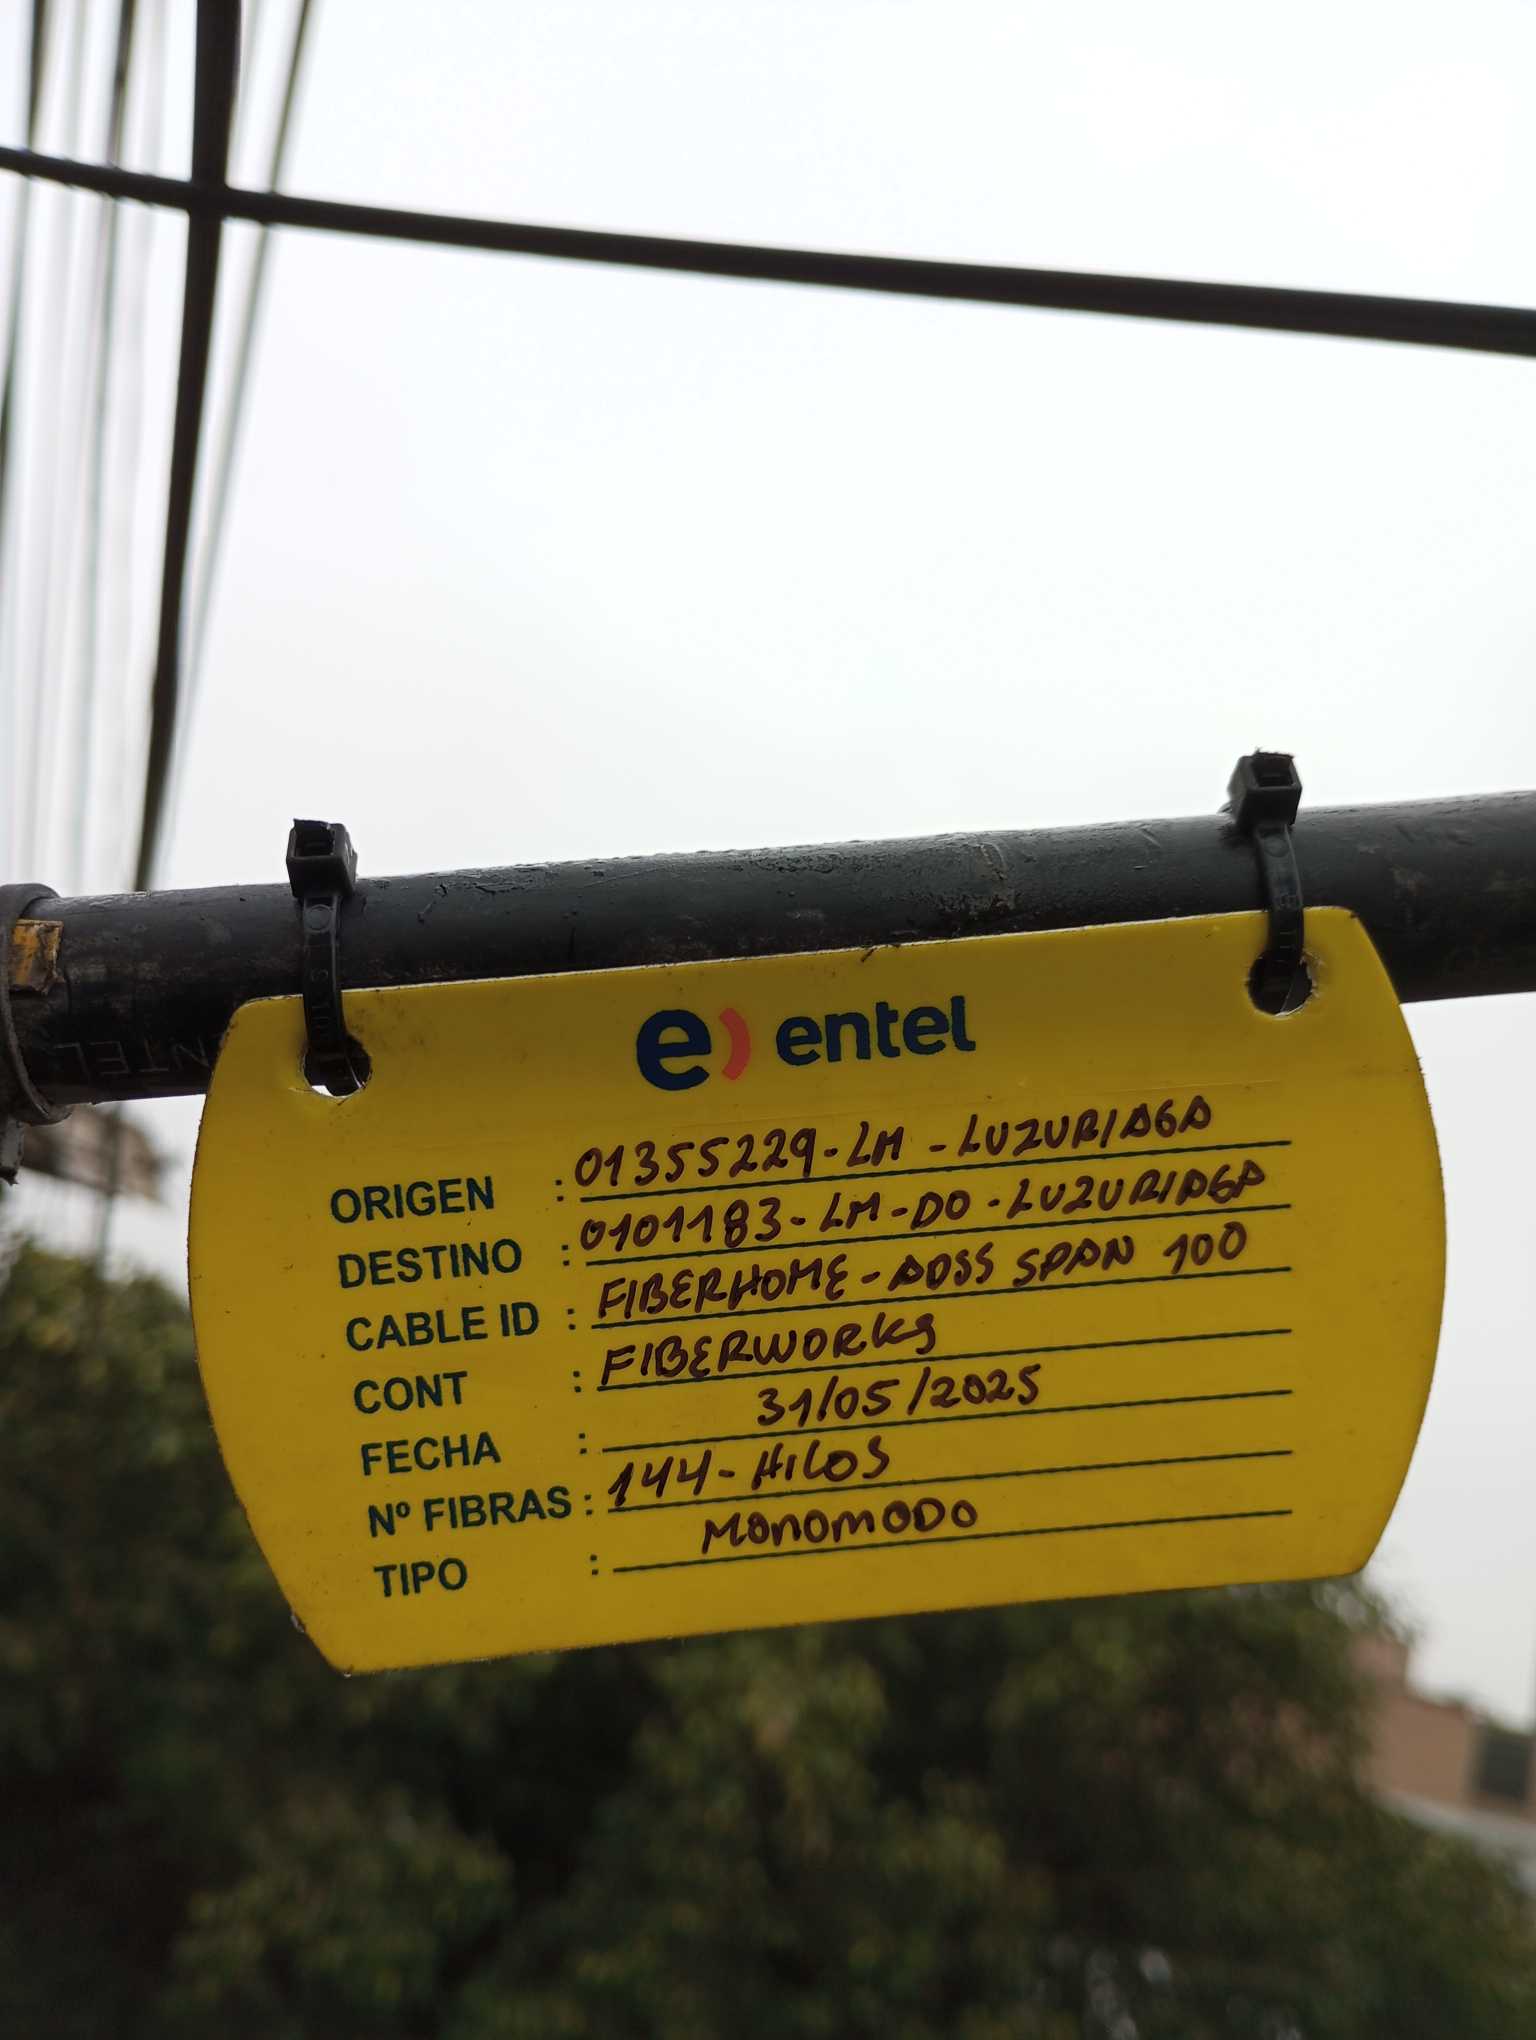 e) entel
ORIGEN : 01355229-LM-LUZURIAGA
DESTINO : 0101183-LM-DO-LUZURIAGA
CABLE ID : FIBERHOME-ADSS SPAN 100
CONT : FIBERWORKS
FECHA : 31/05/2025
Nº FIBRAS : 144-HILOS
TIPO : MONOMODO